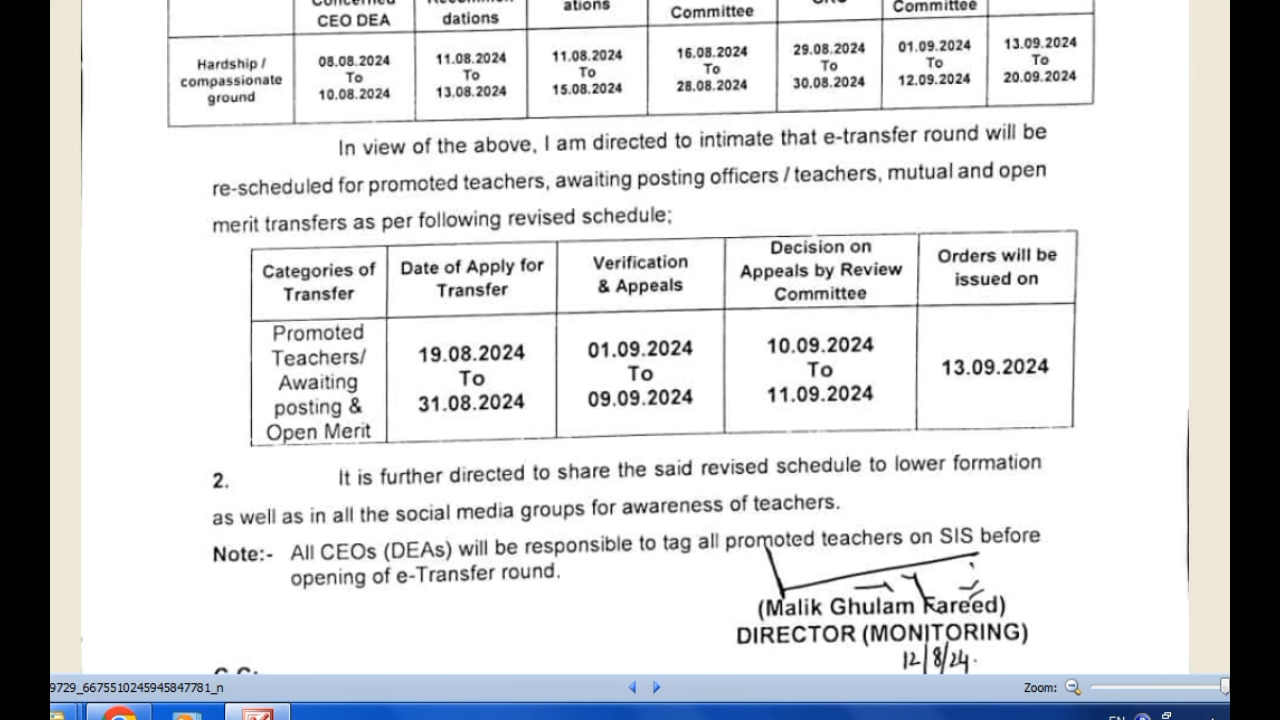 Concerned
CEO DEA
Recommen
dations
ations
Committee
Committee
Hardship /
compassionate
ground
08.08.2024
To
10.08.2024
11.08.2024
To
13.08.2024
11.08.2024
To
15.08.2024
16.08.2024
To
28.08.2024
29.08.2024
To
30.08.2024
01.09.2024
To
12.09.2024
13.09.2024
To
20.09.2024
In view of the above, I am directed to intimate that e-transfer round will be
re-scheduled for promoted teachers, awaiting posting officers / teachers, mutual and open
merit transfers as per following revised schedule;
Categories of
Transfer
Date of Apply for
Transfer
Verification
& Appeals
Decision on
Appeals by Review
Committee
Orders will be
issued on
Promoted
Teachers/
Awaiting
posting &
Open Merit
19.08.2024
To
31.08.2024
01.09.2024
To
09.09.2024
10.09.2024
To
11.09.2024
13.09.2024
2. It is further directed to share the said revised schedule to lower formation
as well as in all the social media groups for awareness of teachers.
Note:- All CEOs (DEAs) will be responsible to tag all promoted teachers on SIS before
opening of e-Transfer round.
(Malik Ghulam Fareed)
DIRECTOR (MONITORING)
12/8/24.
C.C:
9729_6675510245945847781_n
Zoom:
EN